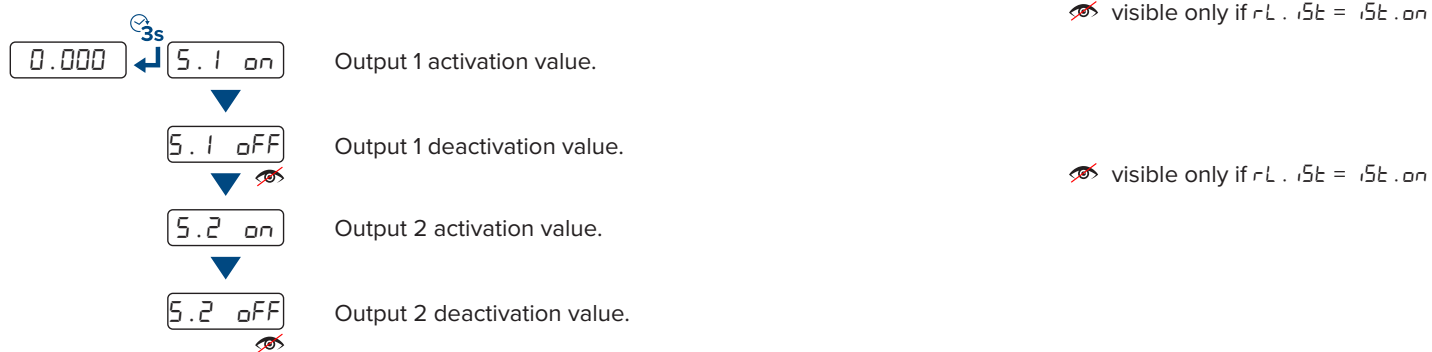 visible only if rL.iSt = iSt.on
3s
0.000 S.1 on Output 1 activation value.
S.1 oFF Output 1 deactivation value.
visible only if rL.iSt = iSt.on
S.2 on Output 2 activation value.
S.2 oFF Output 2 deactivation value.